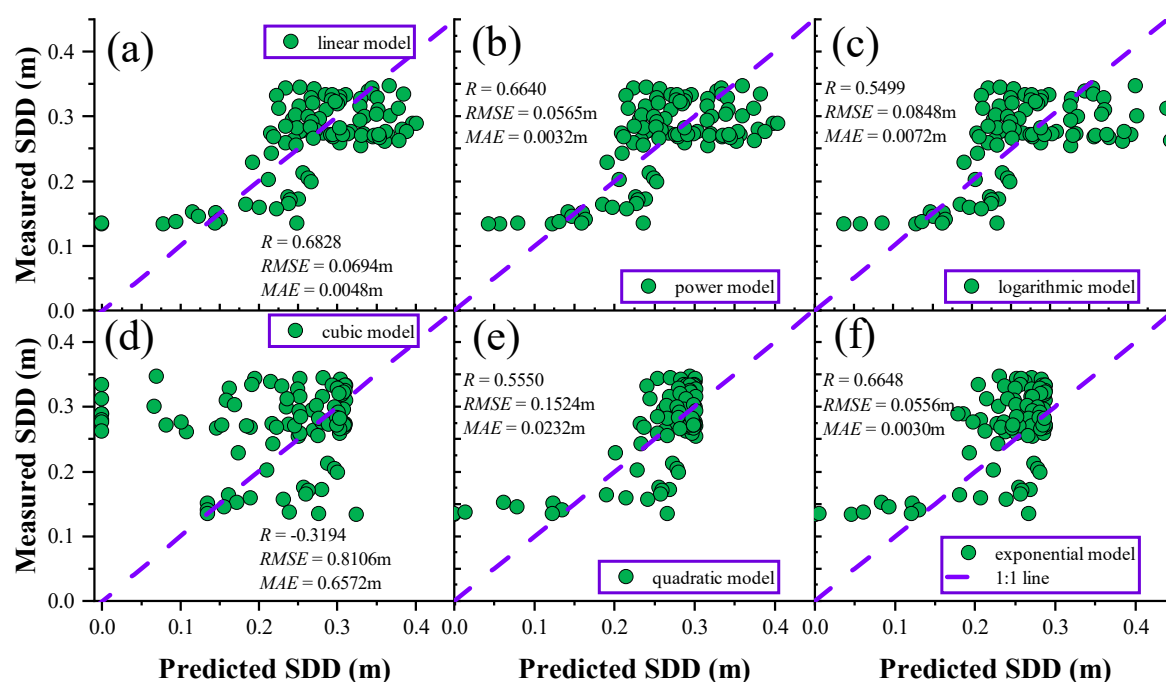 (a)
linear model
R = 0.6828
RMSE = 0.0694m
MAE = 0.0048m
(b)
R = 0.6640
RMSE = 0.0565m
MAE = 0.0032m
power model
(c)
R = 0.5499
RMSE = 0.0848m
MAE = 0.0072m
logarithmic model
Measured SDD (m)
0.4
0.3
0.2
0.1
0.0
(d)
cubic model
R = -0.3194
RMSE = 0.8106m
MAE = 0.6572m
(e)
R = 0.5550
RMSE = 0.1524m
MAE = 0.0232m
quadratic model
(f)
R = 0.6648
RMSE = 0.0556m
MAE = 0.0030m
exponential model
1:1 line
Measured SDD (m)
0.4
0.3
0.2
0.1
0.0
0.0 0.1 0.2 0.3 0.4 0.1 0.2 0.3 0.4 0.1 0.2 0.3 0.4
Predicted SDD (m) Predicted SDD (m) Predicted SDD (m)